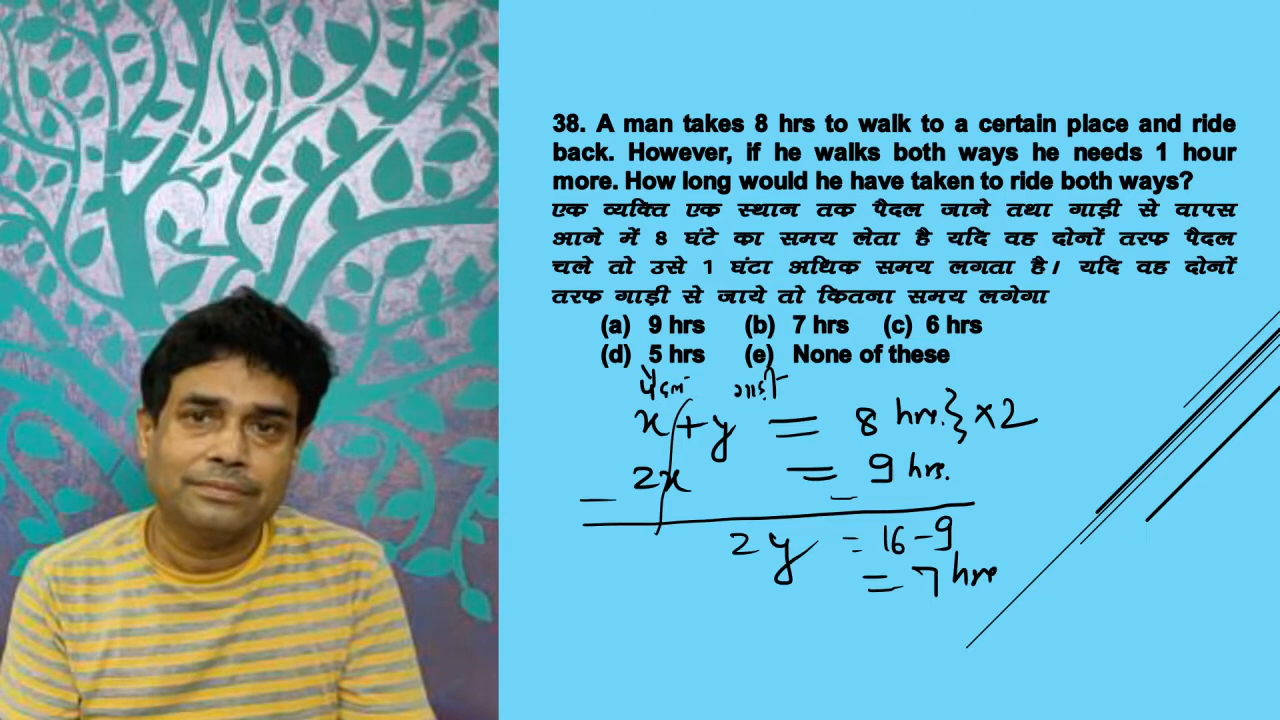 38. A man takes 8 hrs to walk to a certain place and ride
back. However, if he walks both ways he needs 1 hour
more. How long would he have taken to ride both ways?
एक व्यक्ति एक स्थान तक पैदल जाने तथा गाड़ी से वापस
आने में 8 घंटे का समय लेता है यदि वह दोनों तरफ पैदल
चले तो उसे 1 घंटा अधिक समय लगता है। यदि वह दोनों
तरफ गाड़ी से जाये तो कितना समय लगेगा
(a) 9 hrs (b) 7 hrs (c) 6 hrs
(d) 5 hrs (e) None of these
पैदल गाड़ी
x + y = 8 hrs.} ×2
2x = 9 hrs.
− −
2y = 16 − 9
= 7 hrs